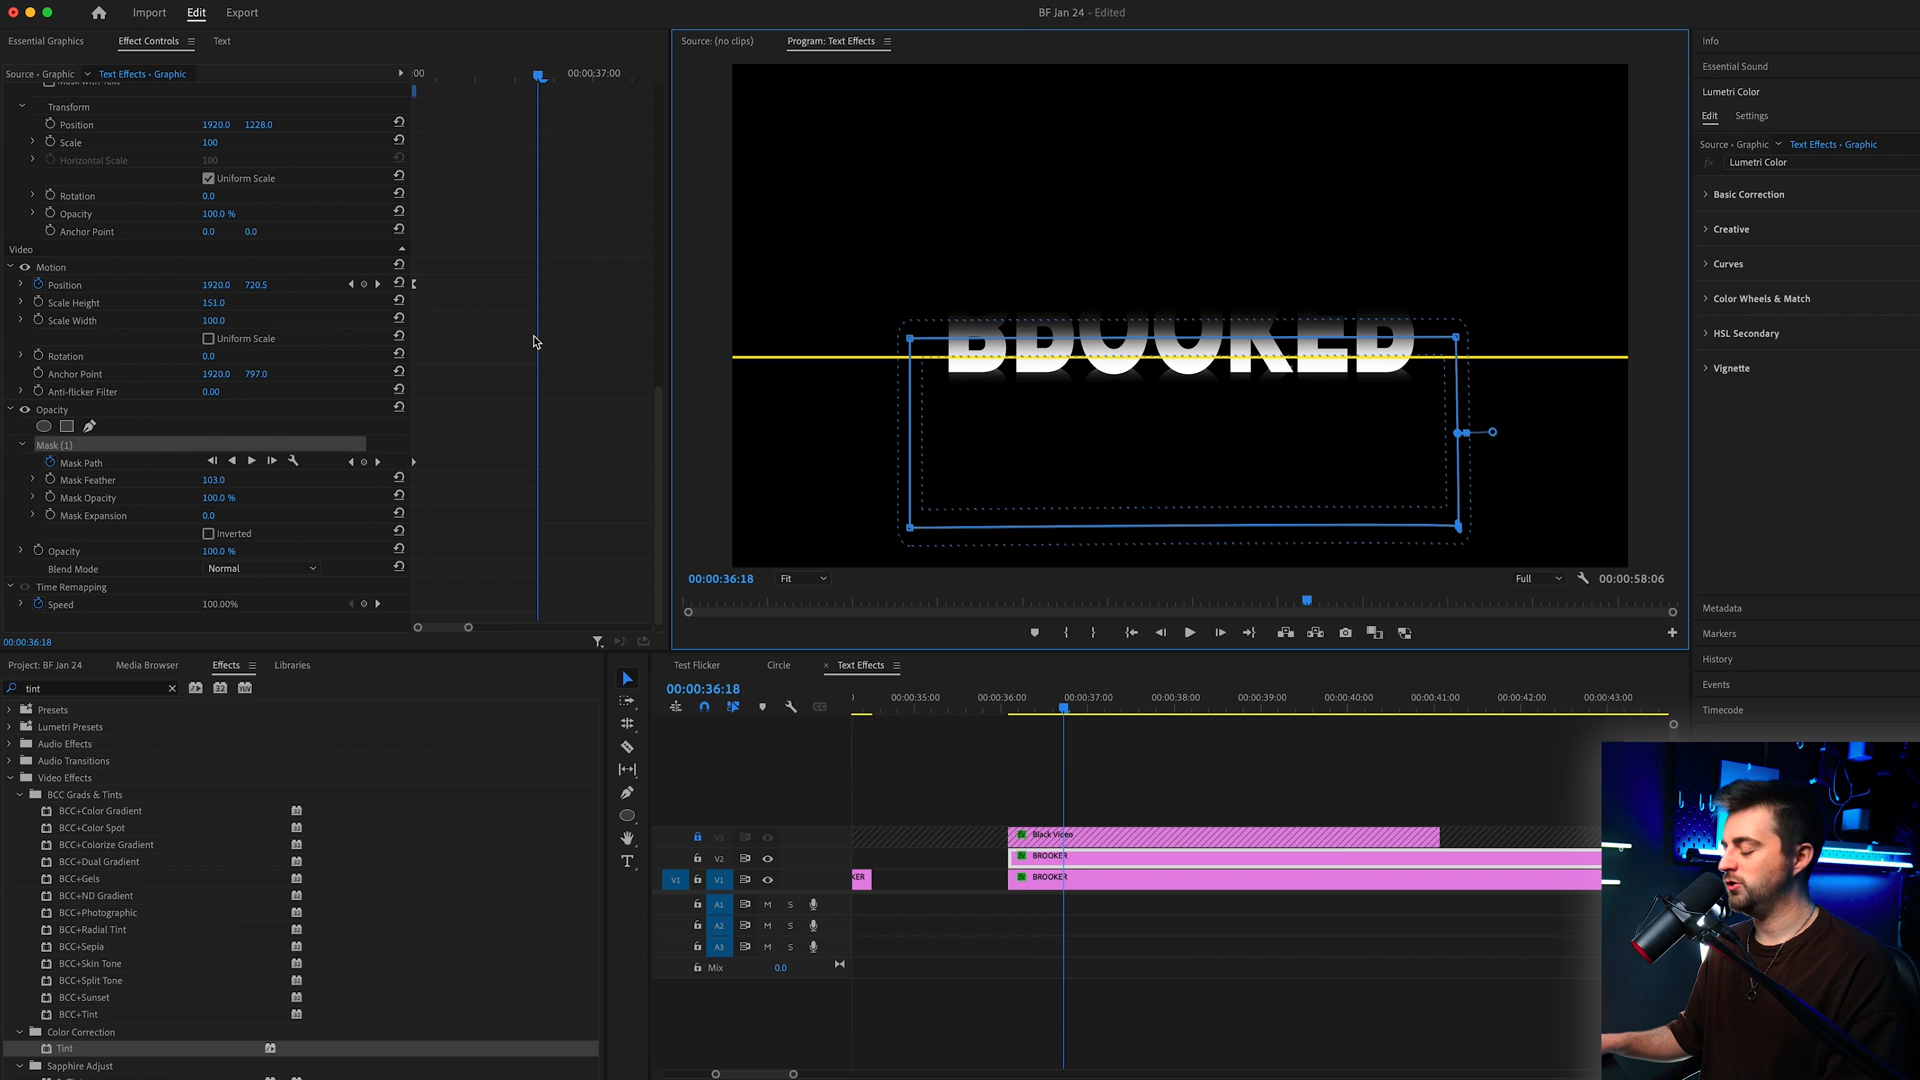 Import Edit Export
BF Jan 24 - Edited
Essential Graphics Effect Controls Text
Source • Graphic Text Effects • Graphic
:00 00:00:37:00
Mask with Text
Transform
Position 1920.0 1228.0
Scale 100
Horizontal Scale 100
Uniform Scale
Rotation 0.0
Opacity 100.0 %
Anchor Point 0.0 0.0
Video
Motion
Position 1920.0 720.5
Scale Height 151.0
Scale Width 100.0
Uniform Scale
Rotation 0.0
Anchor Point 1920.0 797.0
Anti-flicker Filter 0.00
Opacity
Mask (1)
Mask Path
Mask Feather 103.0
Mask Opacity 100.0 %
Mask Expansion 0.0
Inverted
Opacity 100.0 %
Blend Mode Normal
Time Remapping
Speed 100.00%
00:00:36:18
Source: (no clips) Program: Text Effects
00:00:36:18 Fit Full 00:00:58:06
Info
Essential Sound
Lumetri Color
Edit Settings
Source • Graphic Text Effects • Graphic
fx Lumetri Color
Basic Correction
Creative
Curves
Color Wheels & Match
HSL Secondary
Vignette
Metadata
Markers
History
Events
Timecode
Project: BF Jan 24 Media Browser Effects Libraries
tint
Presets
Lumetri Presets
Audio Effects
Audio Transitions
Video Effects
BCC Grads & Tints
BCC+Color Gradient
BCC+Color Spot
BCC+Colorize Gradient
BCC+Dual Gradient
BCC+Gels
BCC+ND Gradient
BCC+Photographic
BCC+Radial Tint
BCC+Sepia
BCC+Skin Tone
BCC+Split Tone
BCC+Sunset
BCC+Tint
Color Correction
Tint
Sapphire Adjust
Test Flicker Circle × Text Effects
00:00:36:18
00:00:35:00 00:00:36:00 00:00:37:00 00:00:38:00 00:00:39:00 00:00:40:00 00:00:41:00 00:00:42:00 00:00:43:00
V3 Black Video
V2 BROOKER
V1 V1 KER BROOKER
A1 M S
A2 M S
A3 M S
Mix 0.0